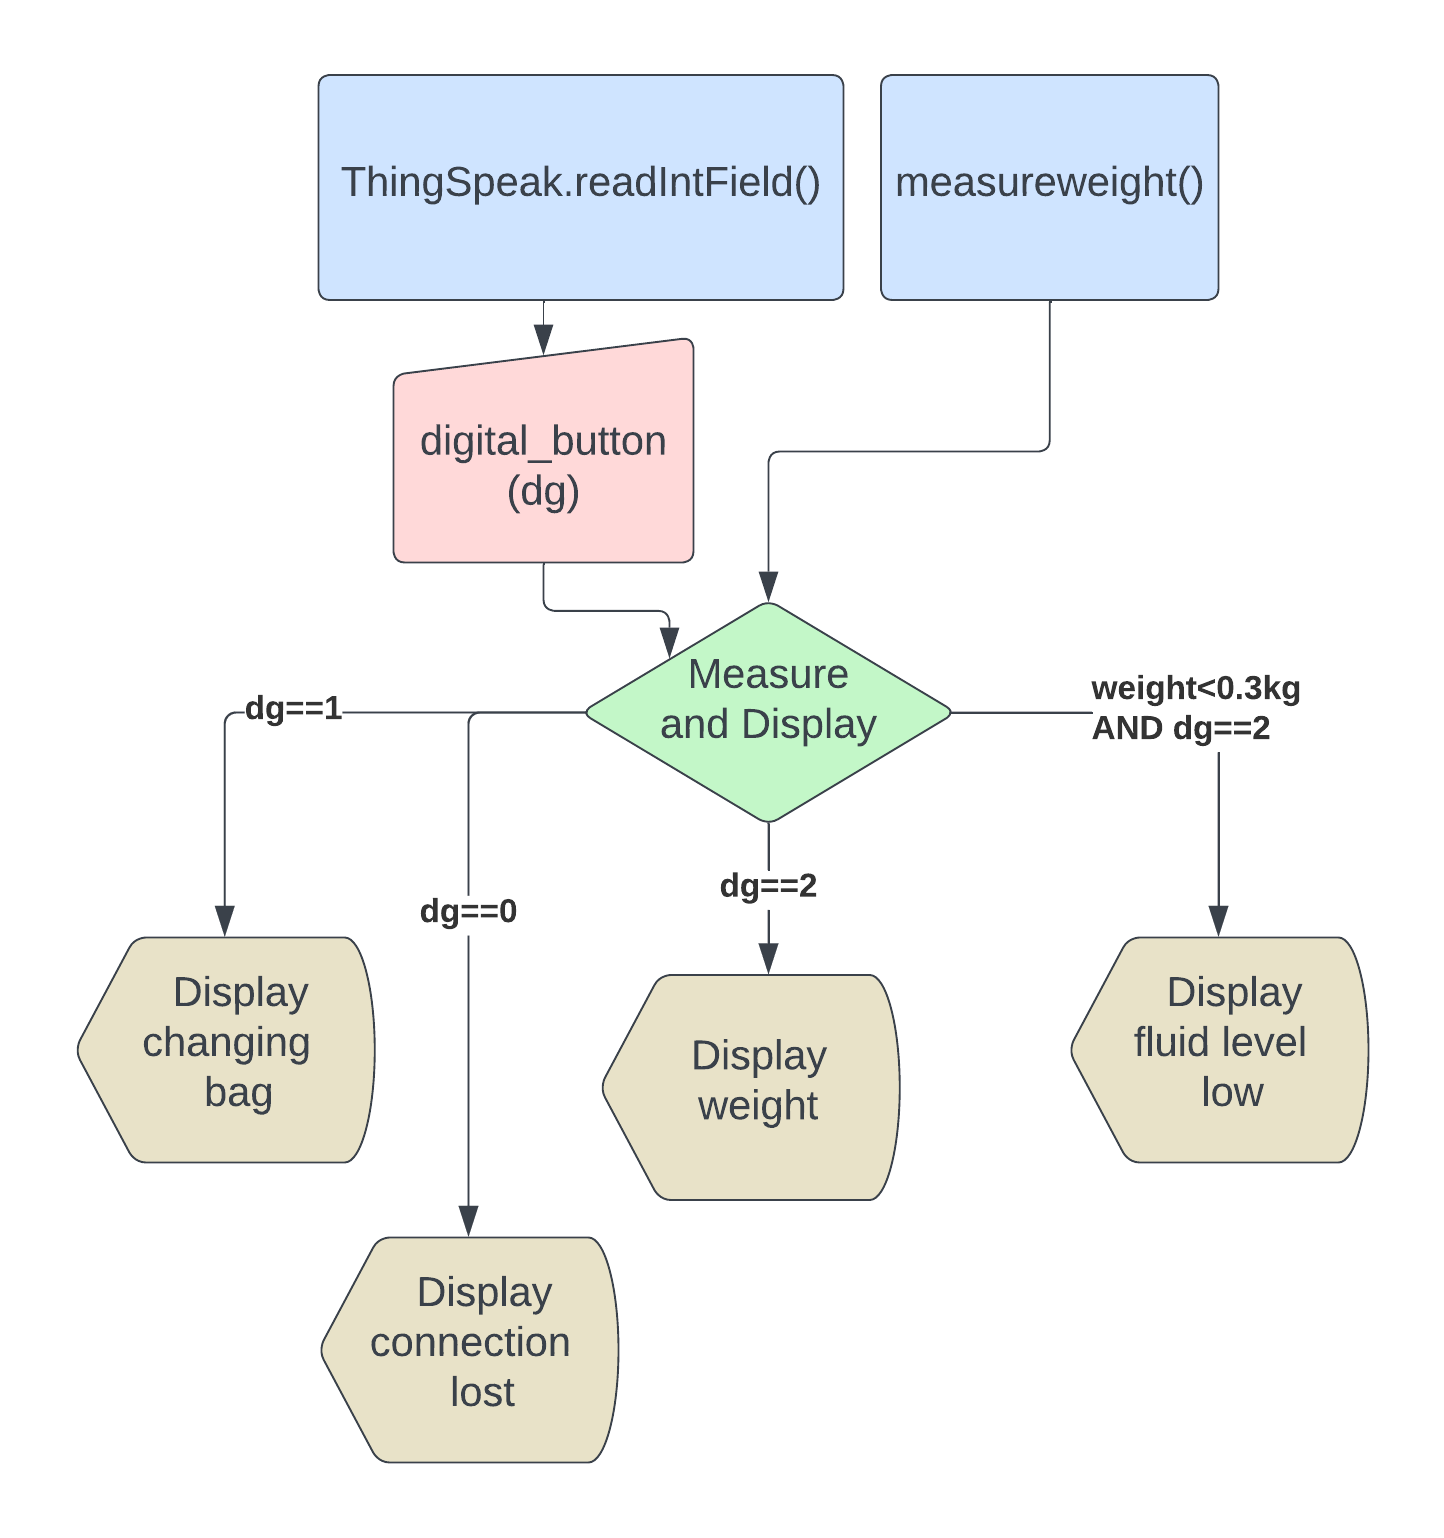 ThingSpeak.readIntField()
measureweight()
digital_button
(dg)
Measure
and Display
dg==1
weight<0.3kg
AND dg==2
dg==0
dg==2
Display
changing
bag
Display
weight
Display
fluid level
low
Display
connection
lost